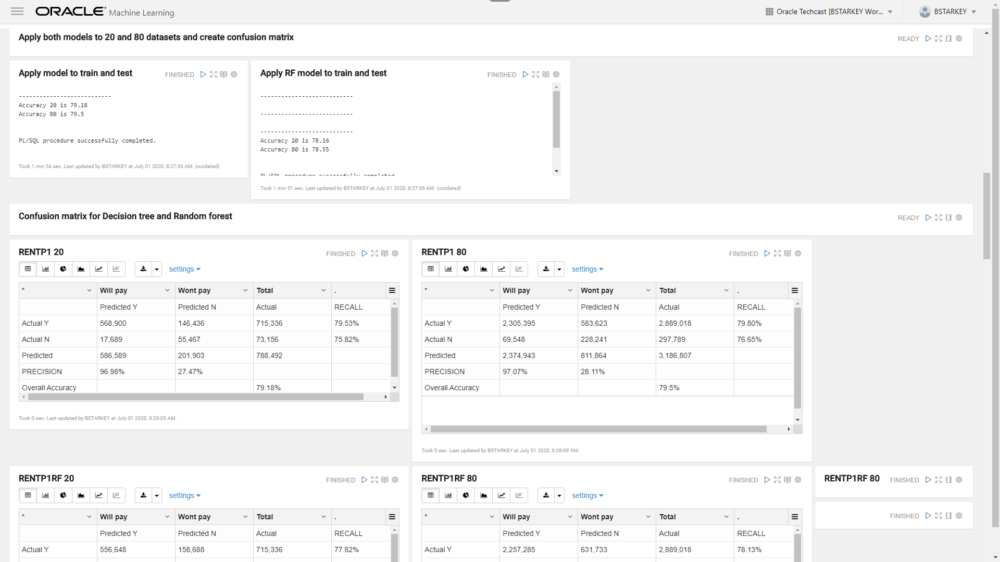 ORACLE® Machine Learning
Oracle Techcast [BSTARKEY Wor...
BSTARKEY
Apply both models to 20 and 80 datasets and create confusion matrix
READY
Apply model to train and test
FINISHED
---------------------------
Accuracy 20 is 79.18
Accuracy 80 is 79.5
PL/SQL procedure successfully completed.
Took 1 min 54 sec. Last updated by BSTARKEY at July 01 2020, 8:27:36 AM. (outdated)
Apply RF model to train and test
FINISHED
---------------------------
---------------------------
---------------------------
Accuracy 20 is 78.16
Accuracy 80 is 78.55
PL/SQL procedure successfully completed
Took 1 min 51 sec. Last updated by BSTARKEY at July 01 2020, 8:27:36 AM. (outdated)
Confusion matrix for Decision tree and Random forest
READY
RENTP1 20
FINISHED
settings
* Will pay Wont pay Total .
Predicted Y Predicted N Actual RECALL
Actual Y 568,900 146,436 715,336 79.53%
Actual N 17,689 55,467 73,156 75.82%
Predicted 586,589 201,903 788,492
PRECISION 96.98% 27.47%
Overall Accuracy 79.18%
Took 0 sec. Last updated by BSTARKEY at July 01 2020, 8:28:05 AM.
RENTP1 80
FINISHED
settings
* Will pay Wont pay Total .
Predicted Y Predicted N Actual RECALL
Actual Y 2,305,395 583,623 2,889,018 79.80%
Actual N 69,548 228,241 297,789 76.65%
Predicted 2,374,943 811,864 3,186,807
PRECISION 97.07% 28.11%
Overall Accuracy 79.5%
Took 0 sec. Last updated by BSTARKEY at July 01 2020, 8:28:09 AM.
RENTP1RF 20
FINISHED
settings
* Will pay Wont pay Total .
Predicted Y Predicted N Actual RECALL
Actual Y 556,648 158,688 715,336 77.82%
RENTP1RF 80
FINISHED
settings
* Will pay Wont pay Total .
Predicted Y Predicted N Actual RECALL
Actual Y 2,257,285 631,733 2,889,018 78.13%
RENTP1RF 80
FINISHED
FINISHED